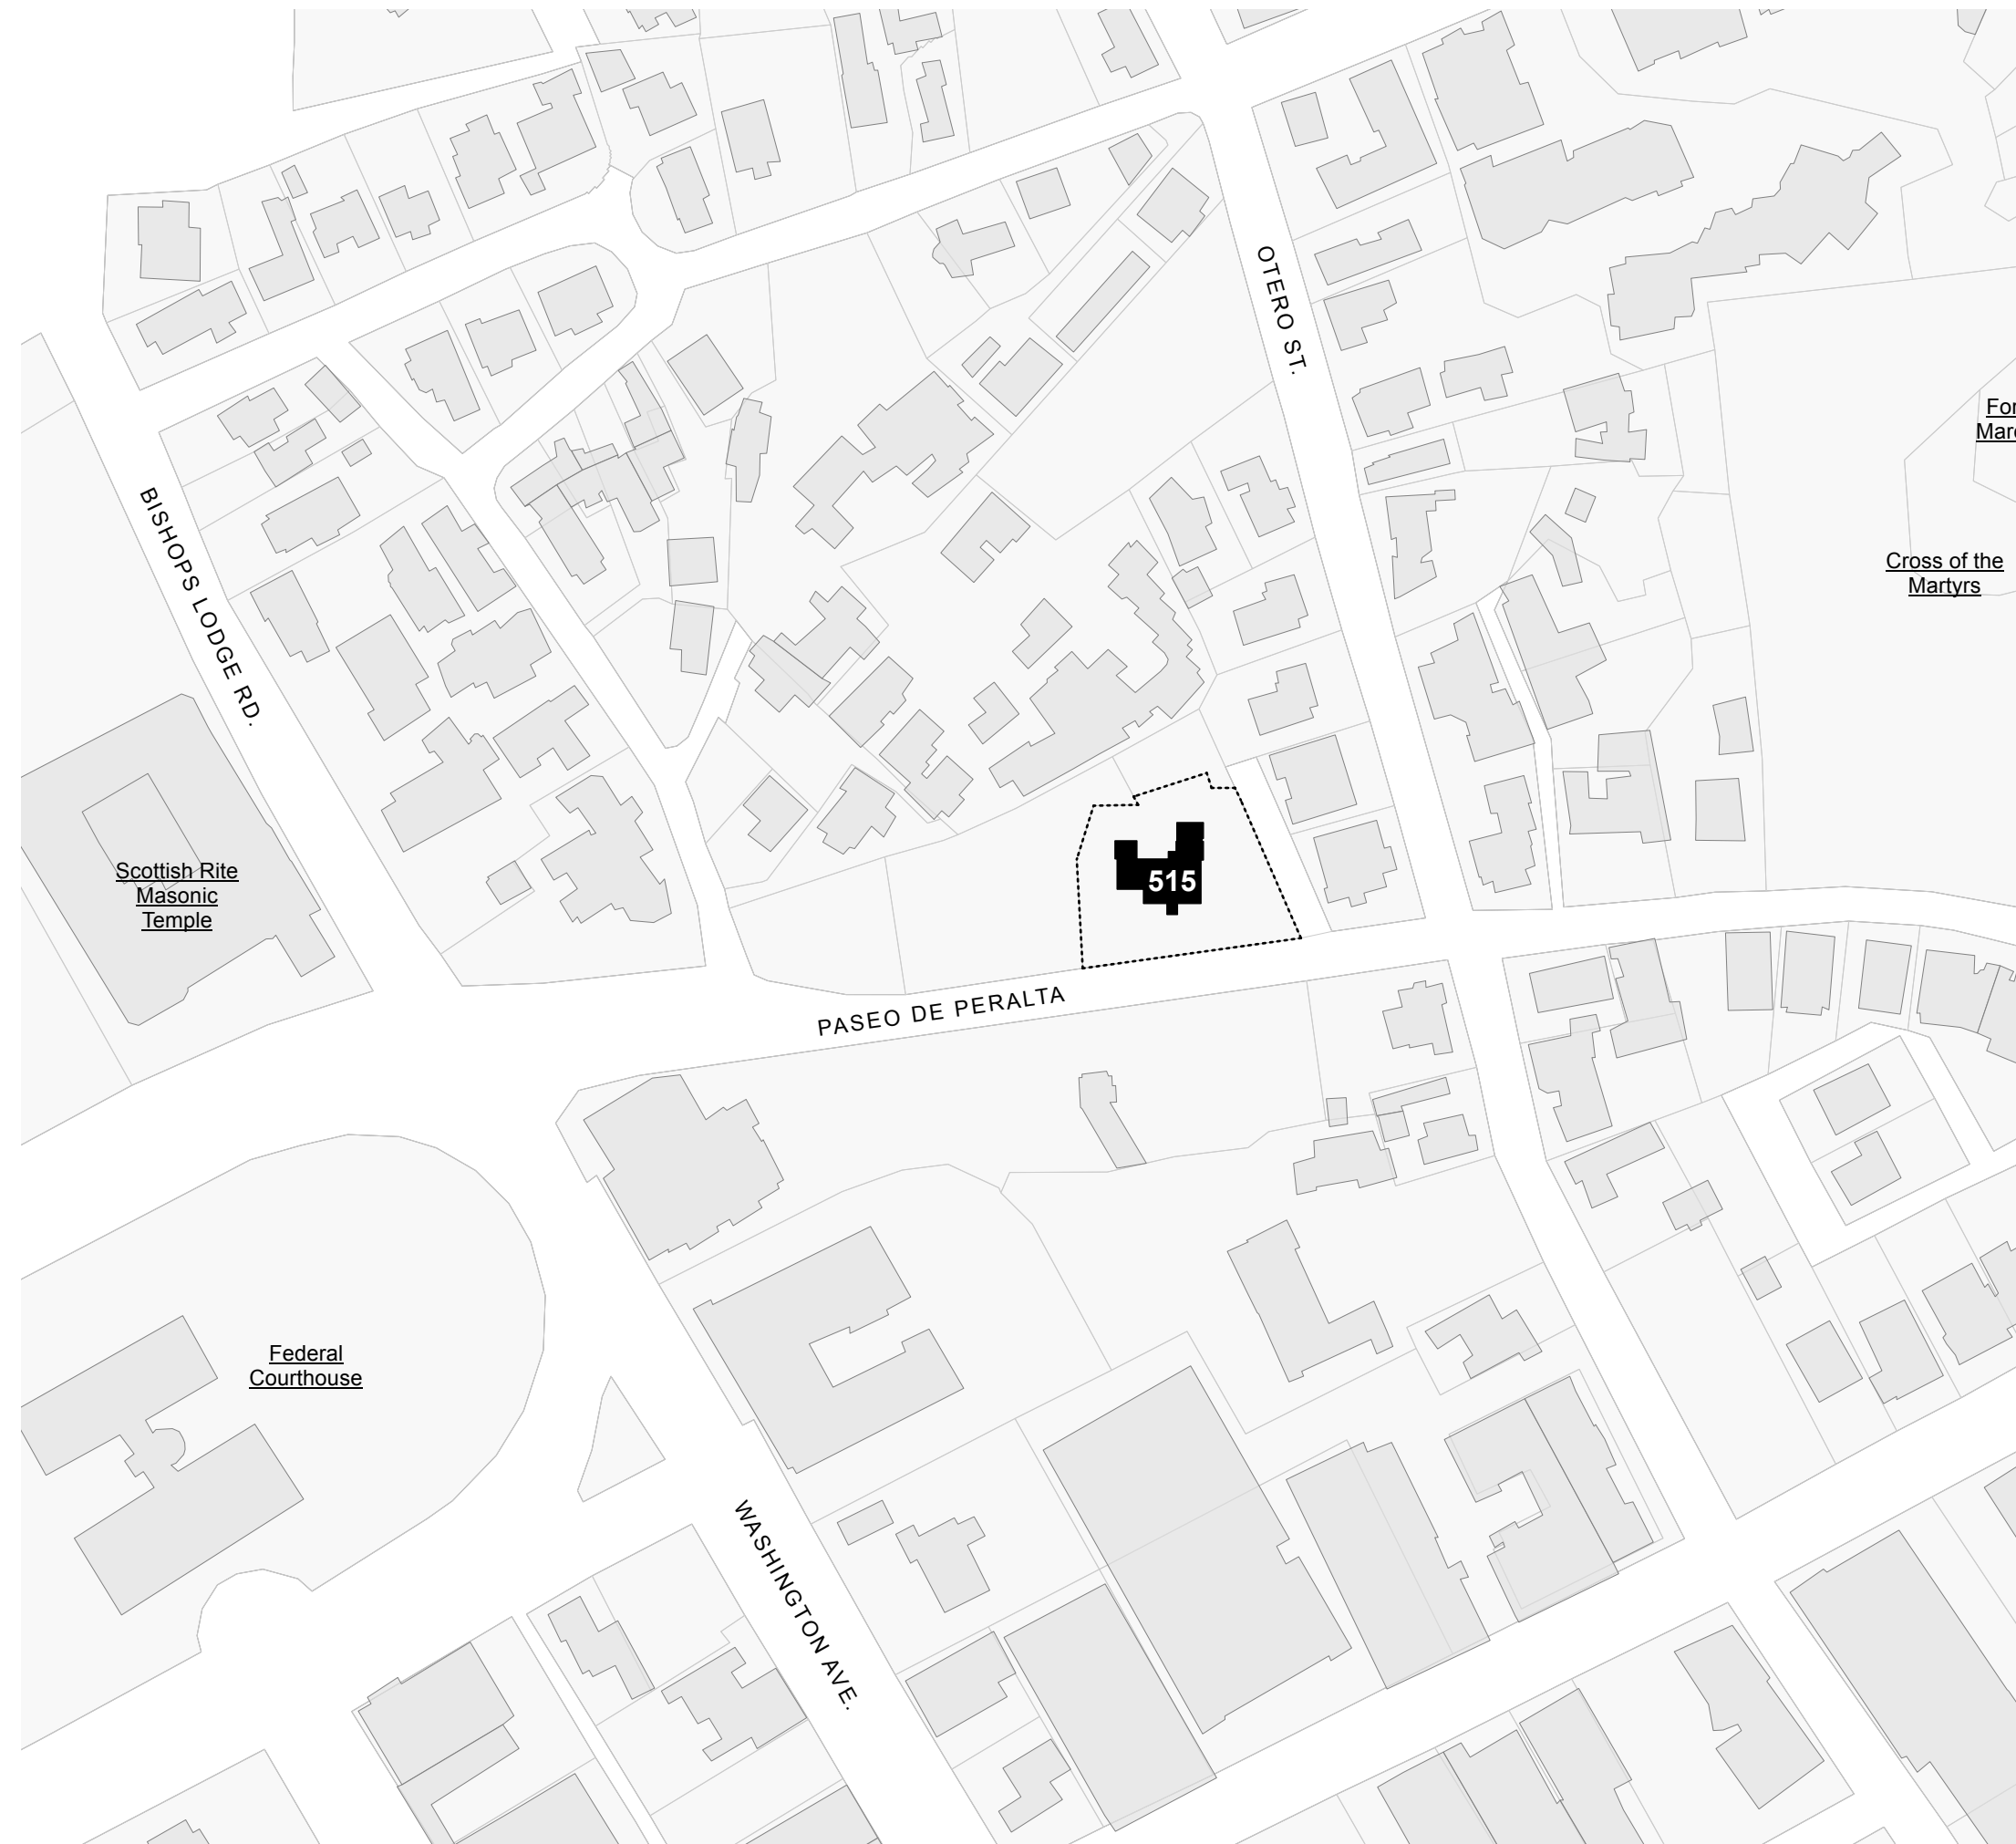 OTERO ST.
BISHOPS LODGE RD.
Cross of the
Martyrs
Scottish Rite
Masonic
Temple
515
PASEO DE PERALTA
Federal
Courthouse
WASHINGTON AVE.